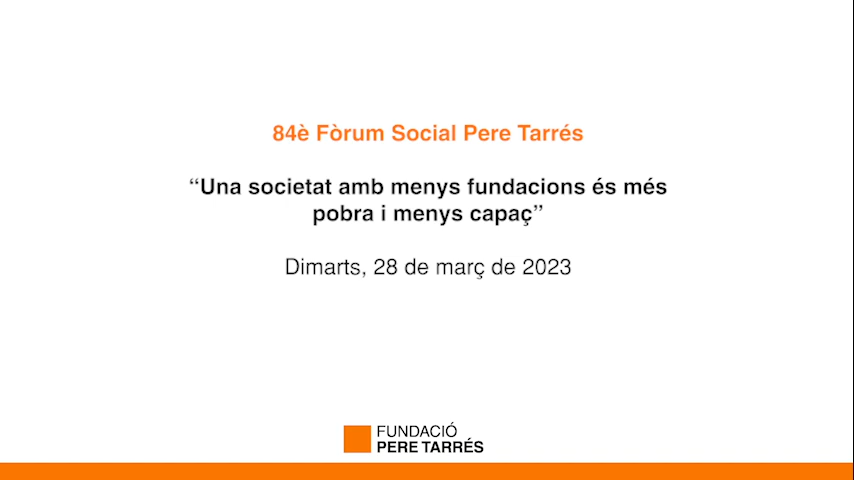 84è Fòrum Social Pere Tarrés
“Una societat amb menys fundacions és més
pobra i menys capaç”
Dimarts, 28 de març de 2023
FUNDACIÓ
PERE TARRÉS